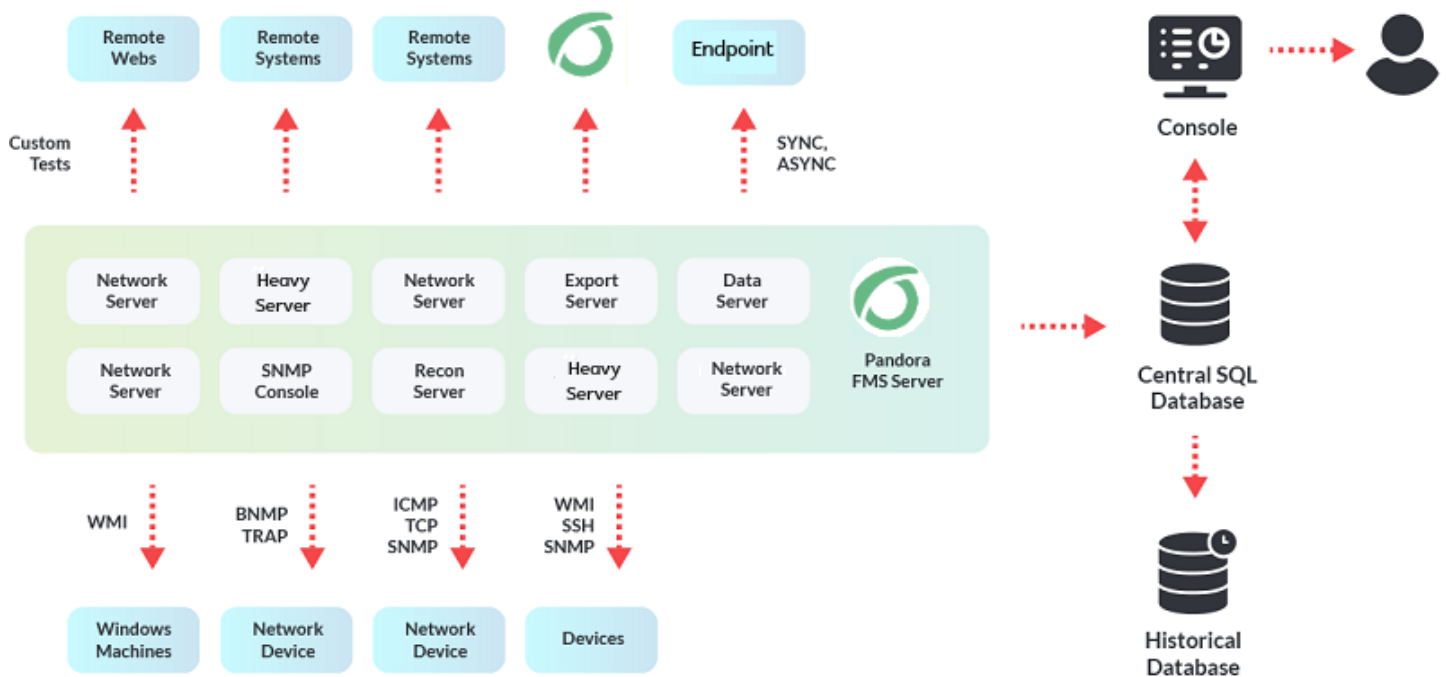 Remote
Webs
Remote
Systems
Remote
Systems
Endpoint
Console
Custom
Tests
SYNC,
ASYNC
Network
Server
Heavy
Server
Network
Server
Export
Server
Data
Server
Network
Server
SNMP
Console
Recon
Server
Heavy
Server
Network
Server
Pandora
FMS Server
Central SQL
Database
WMI
BNMP
TRAP
ICMP
TCP
SNMP
WMI
SSH
SNMP
Windows
Machines
Network
Device
Network
Device
Devices
Historical
Database